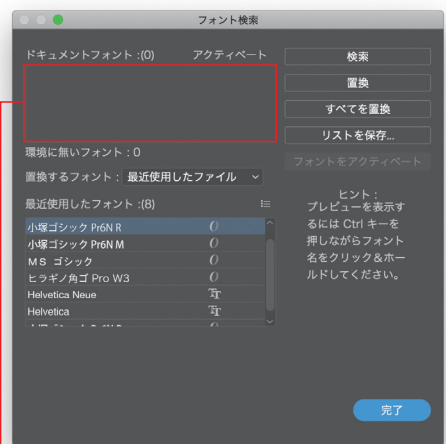 フォント検索
ドキュメントフォント :(0)
アクティベート
検索
置換
すべてを置換
リストを保存...
フォントをアクティベート
環境に無いフォント : 0
置換するフォント : 最近使用したファイル
最近使用したフォント :(8)
小塚ゴシック Pr6N R
小塚ゴシック Pr6N M
ＭＳ ゴシック
ヒラギノ角ゴ Pro W3
Helvetica Neue
Helvetica
ヒント :
プレビューを表示す
るには Ctrl キーを
押しながらフォント
名をクリック＆ホー
ルドしてください。
完了